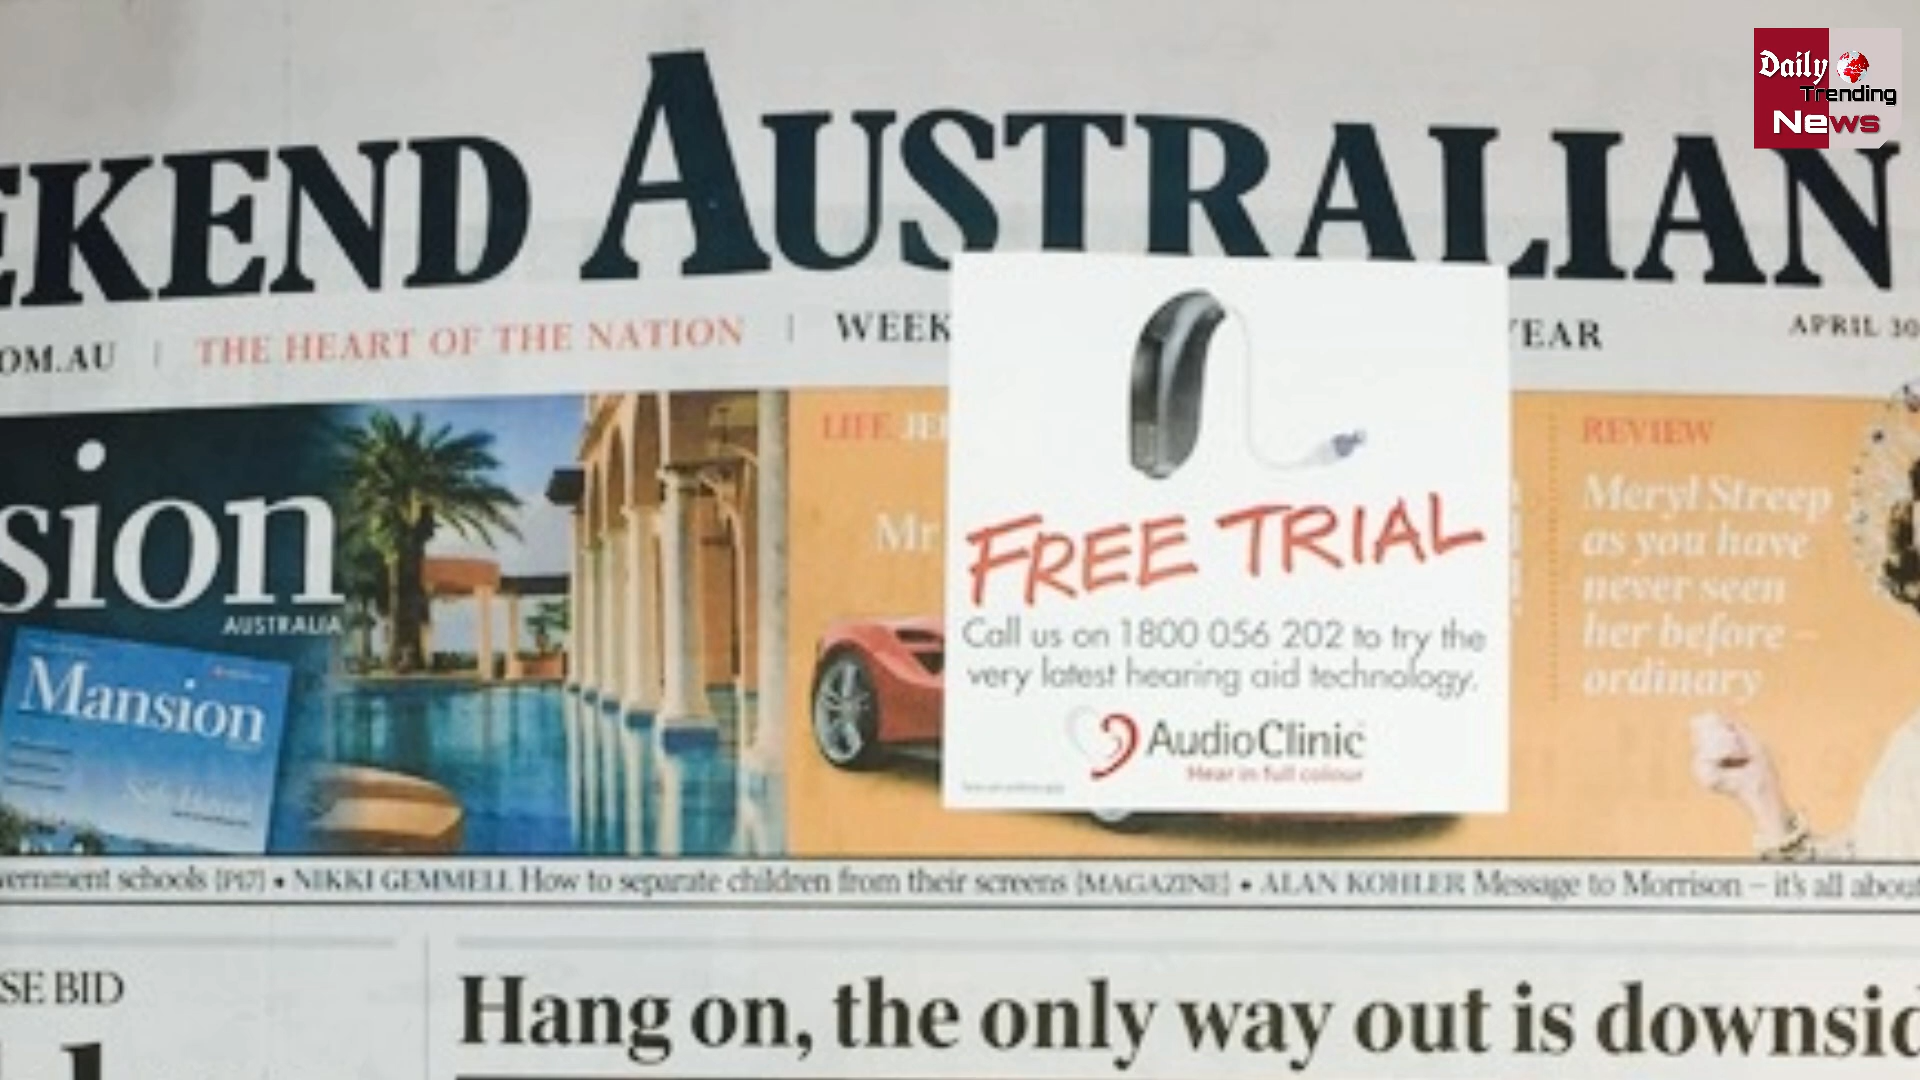 Daily
Trending
News
EKEND AUSTRALIAN
OM.AU | THE HEART OF THE NATION | WEEK
YEAR
APRIL 30
sion
AUSTRALIA
Mansion
LIFE JE
Mr
FREE TRIAL
Call us on 1800 056 202 to try the
very latest hearing aid technology.
AudioClinic
Hear in full colour
REVIEW
Meryl Streep
as you have
never seen
her before –
ordinary
vernment schools {P17} • NIKKI GEMMELL How to separate children from their screens {MAGAZINE} • ALAN KOHLER Message to Morrison – it's all abou
SE BID
Hang on, the only way out is downsid